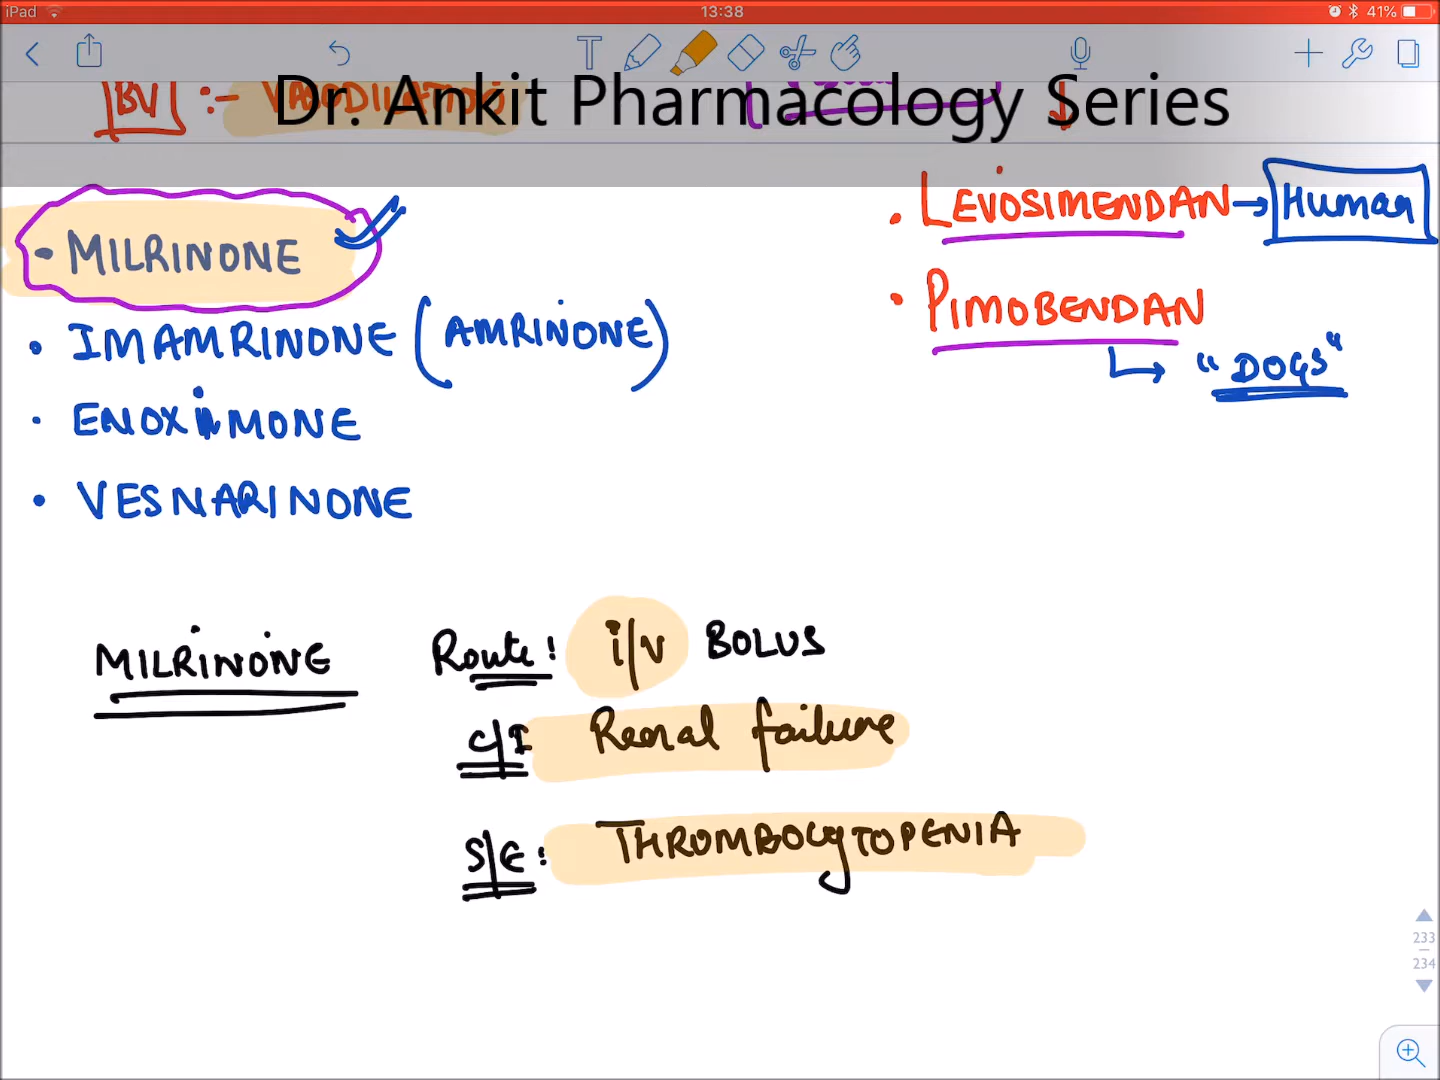 iPad 13:38 41%
Dr. Ankit Pharmacology Series
BV :- VASODILATION
• MILRINONE
• IMAMRINONE (AMRINONE)
• ENOXIMONE
• VESNARINONE
• LEVOSIMENDAN → Human
• PIMOBENDAN
→ "DOGS"
MILRINONE Route: i/v BOLUS
C/I Renal failure
S/E: THROMBOCYTOPENIA
233
234